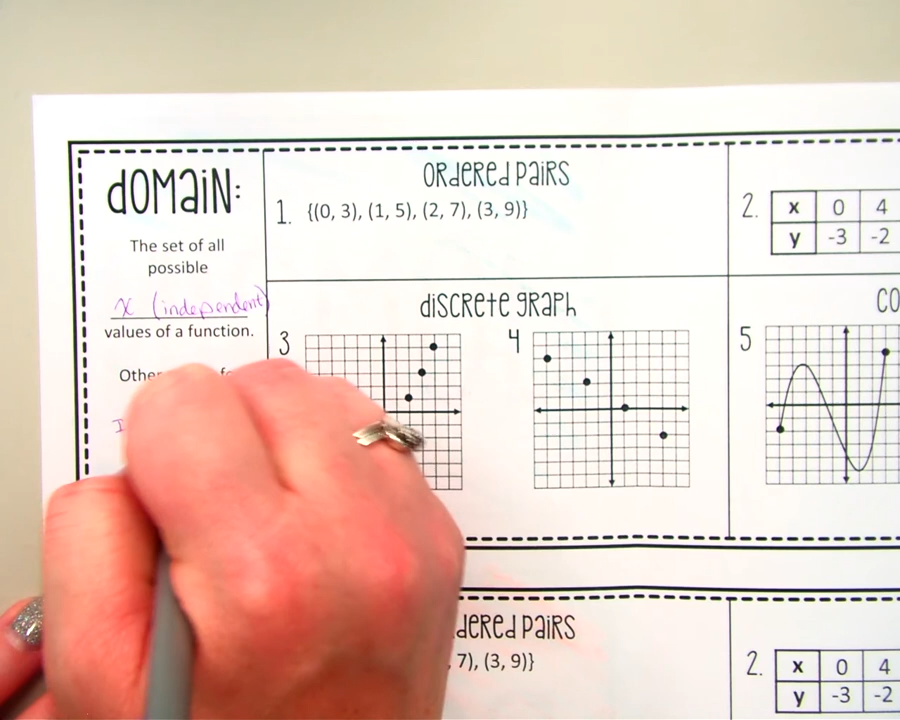 DOMAIN:
The set of all
possible
x (independent)
values of a function.
Other
I
ORdERed PaiRS
1. {(0, 3), (1, 5), (2, 7), (3, 9)}
2.
x 0 4
y -3 -2
discRete gRapH
CO
3
4
5
dERed PaiRS
7), (3, 9)}
2.
x 0 4
y -3 -2